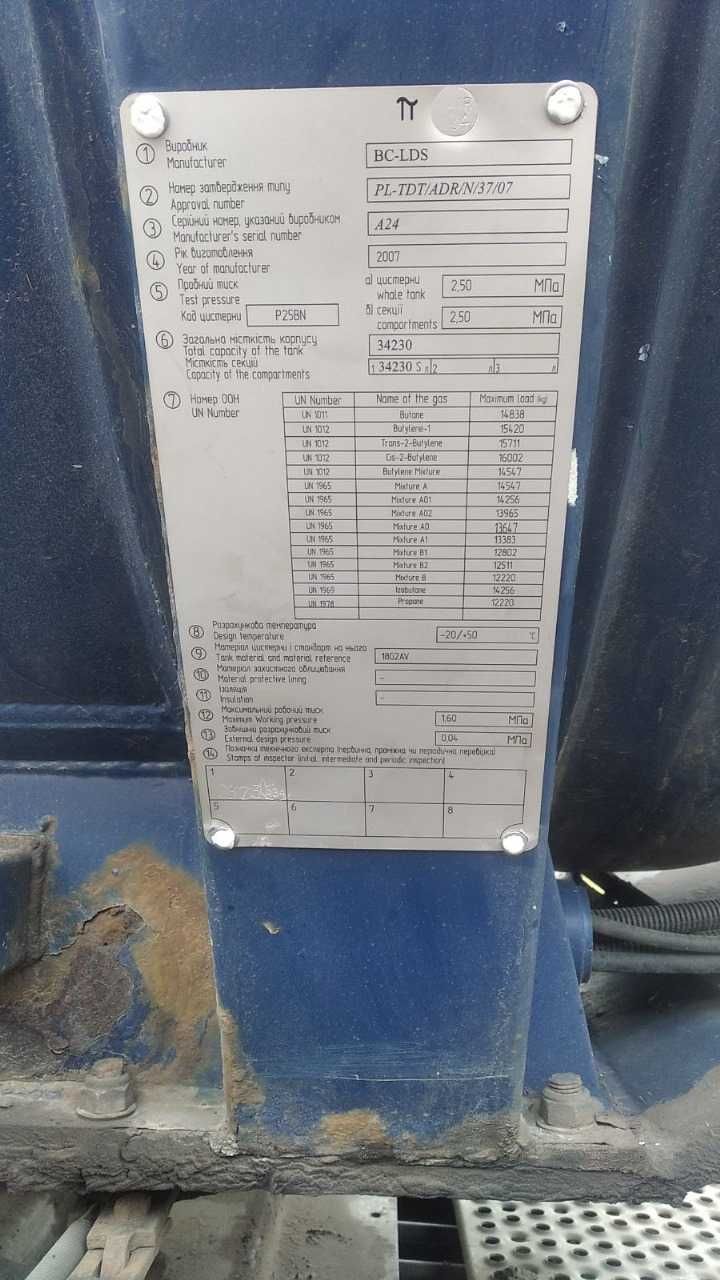 π
① Виробник
Manufacturer
BC-LDS
② Номер затвердження типу
Approval number
PL-TDT/ADR/N/37/07
③ Серійний номер, указаний виробником
Manufacturer's serial number
A24
④ Рік виготовлення
Year of manufacturer
2007
⑤ Пробний тиск
Test pressure
а) цистерни
whole tank
2,50 МПа
Код цистерни P25BN
б) секції
comportments
2,50 МПа
⑥ Загальна місткість корпусу
Total capacity of the tank
34230
Місткість секцій
Capacity of the compartments
1 34230 S л 2 л 3 л
⑦ Номер ООН
UN Number
UN Number Name of the gas Maximum Load (kg)
UN 1011 Butane 14838
UN 1012 Butylene-1 15420
UN 1012 Trans-2-Butylene 15711
UN 1012 Cis-2-Butylene 16002
UN 1012 Butylene Mixture 14547
UN 1965 Mixture A 14547
UN 1965 Mixture A01 14256
UN 1965 Mixture A02 13965
UN 1965 Mixture A0 13647
UN 1965 Mixture A1 13383
UN 1965 Mixture B1 12802
UN 1965 Mixture B2 12511
UN 1965 Mixture B 12220
UN 1969 Izobutane 14256
UN 1978 Propane 12220
⑧ Розрахункова температура
Design temperature
-20/+50 °C
⑨ Матеріал цистерни і стандарт на нього
Tank material and material reference
18G2AV
⑩ Матеріал захистного облицювання
Material protective lining
-
⑪ Ізоляція
Insulation
-
⑫ Максимальний робочий тиск
Maximum Working pressure
1,60 МПа
⑬ Зовнішни розрахунковий тиск
External design pressure
0,04 МПа
⑭ Позначки технічного експерта (первична, проміжна чи періодична перевірка)
Stamps of inspector (initial, intermediate and periodic inspection)
1 2 3 4
5 6 7 8